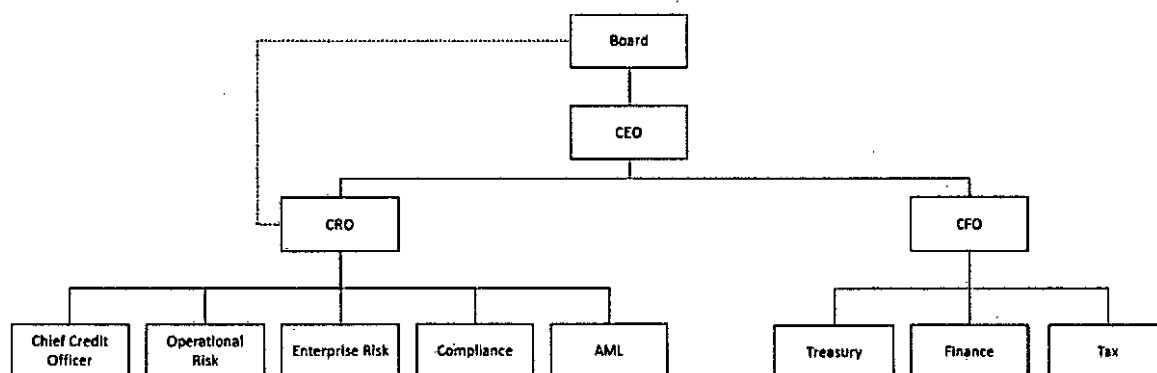 Board
CEO
CRO
CFO
Chief Credit
Officer
Operational
Risk
Enterprise Risk
Compliance
AML
Treasury
Finance
Tax